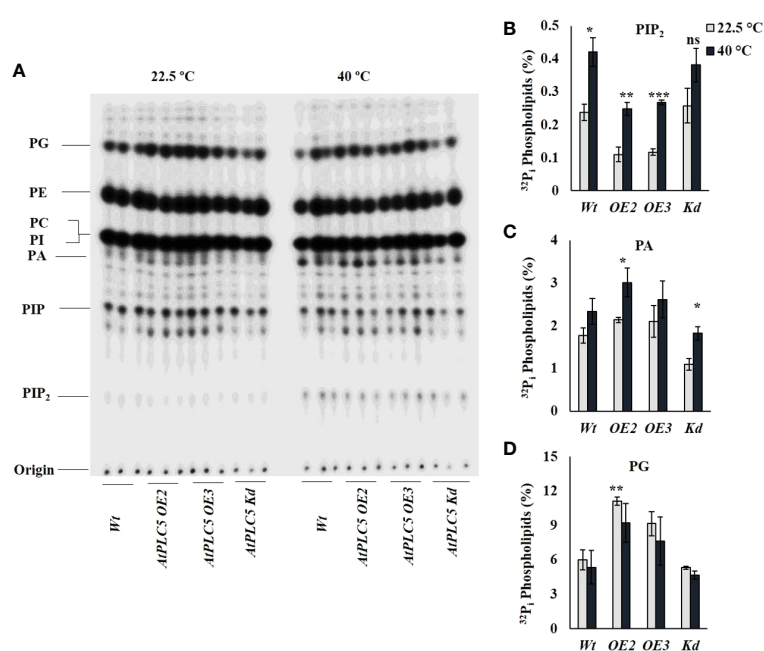 A
22.5 °C
40 °C
PG
PE
PC
PI
PA
PIP
PIP₂
Origin
Wt
AtPLC5 OE2
AtPLC5 OE3
AtPLC5 Kd
Wt
AtPLC5 OE2
AtPLC5 OE3
AtPLC5 Kd
B
PIP₂
22.5 °C
40 °C
³²Pᵢ Phospholipids (%)
0.5
0.4
0.3
0.2
0.1
0
*
**
***
ns
Wt OE2 OE3 Kd
C
PA
³²Pᵢ Phospholipids (%)
4
3
2
1
0
*
*
Wt OE2 OE3 Kd
D
PG
³²Pᵢ Phospholipids (%)
15
12
9
6
3
0
**
Wt OE2 OE3 Kd